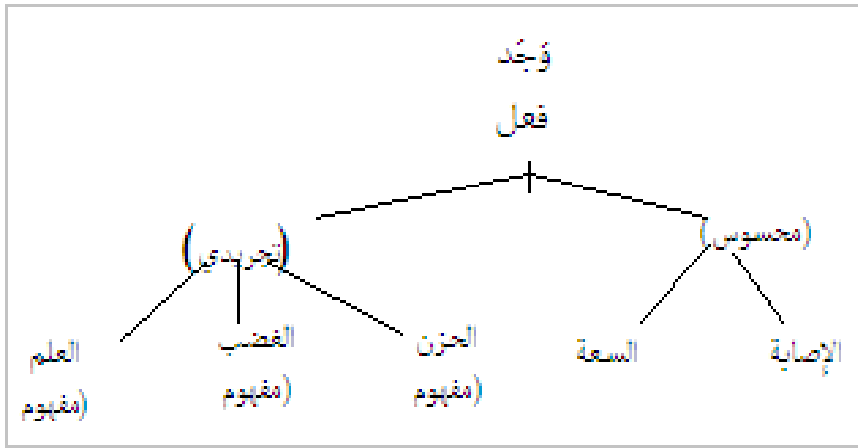 وَجَد
فعل
(محسوس)
(تجريدي)
الإصابة
السعة
الحزن
(مفهوم
الغضب
(مفهوم
العلم
(مفهوم